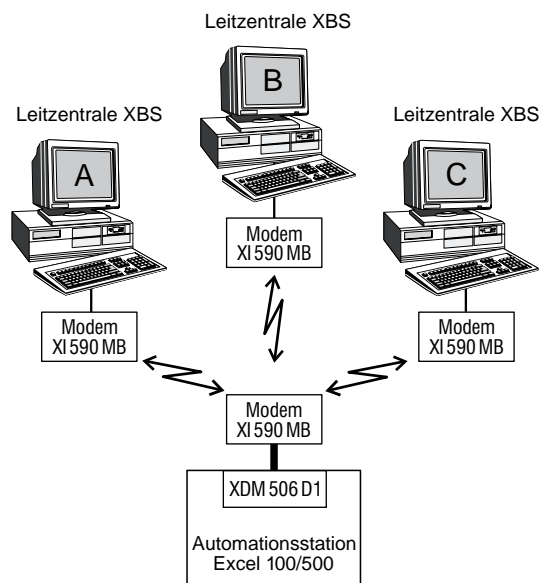 Leitzentrale XBS
B
Leitzentrale XBS
A
Leitzentrale XBS
C
Modem
XI 590 MB
Modem
XI 590 MB
Modem
XI 590 MB
Modem
XI 590 MB
XDM 506 D1
Automationsstation
Excel 100/500